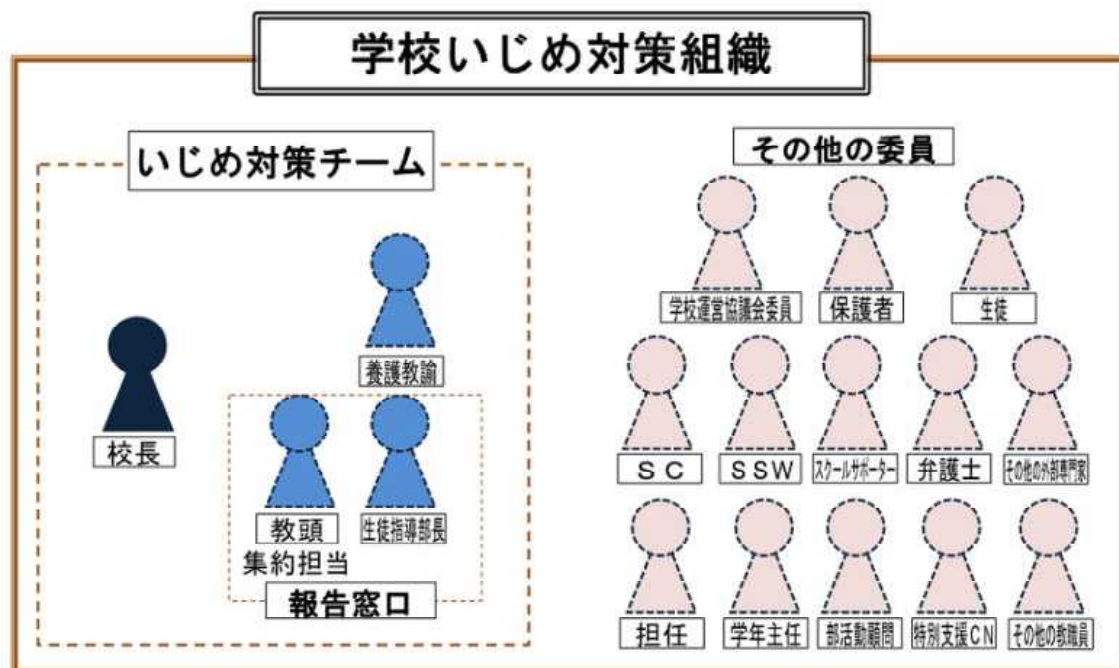 学校いじめ対策組織
いじめ対策チーム
養護教諭
校長
教頭
生徒指導部長
集約担当
報告窓口
その他の委員
学校運営協議会委員
保護者
生徒
SC
SSW
スクールサポーター
弁護士
その他の外部専門家
担任
学年主任
部活動顧問
特別支援CN
その他の教職員